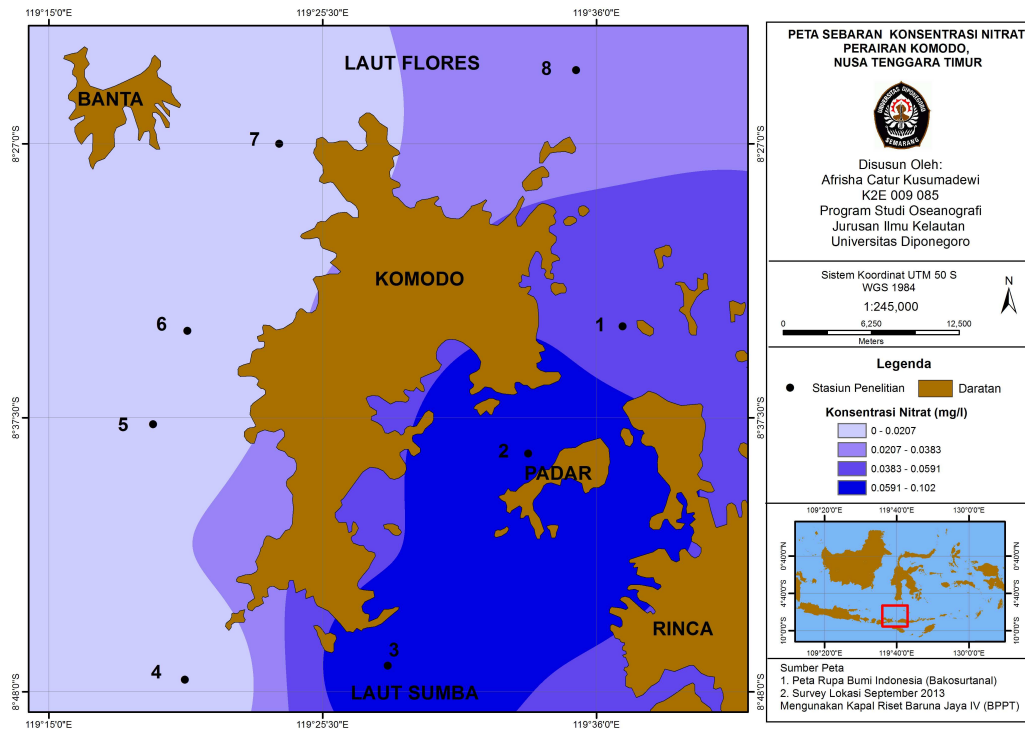 119°15'0"E
119°25'30"E
119°36'0"E
8°27'0"S
8°37'30"S
8°48'0"S
8°27'0"S
8°37'30"S
8°48'0"S
119°15'0"E
119°25'30"E
119°36'0"E
LAUT FLORES
8
BANTA
7
KOMODO
6
1
5
2
PADAR
RINCA
3
4
LAUT SUMBA
PETA SEBARAN KONSENTRASI NITRAT
PERAIRAN KOMODO,
NUSA TENGGARA TIMUR
UNIVERSITAS DIPONEGORO
SEMARANG
Disusun Oleh:
Afrisha Catur Kusumadewi
K2E 009 085
Program Studi Oseanografi
Jurusan Ilmu Kelautan
Universitas Diponegoro
Sistem Koordinat UTM 50 S
WGS 1984
1:245,000
N
0 6,250 12,500
Meters
Legenda
Stasiun Penelitian Daratan
Konsentrasi Nitrat (mg/l)
0 - 0.0207
0.0207 - 0.0383
0.0383 - 0.0591
0.0591 - 0.102
109°20'0"E 119°40'0"E 130°0'0"E
0°40'0"N
4°40'0"S
10°0'0"S
0°40'0"N
4°40'0"S
10°0'0"S
109°20'0"E 119°40'0"E 130°0'0"E
Sumber Peta
1. Peta Rupa Bumi Indonesia (Bakosurtanal)
2. Survey Lokasi September 2013
Mengunakan Kapal Riset Baruna Jaya IV (BPPT)